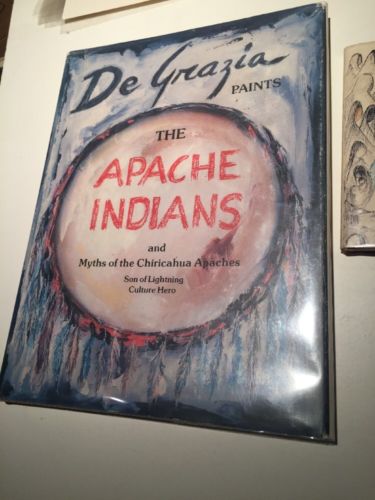 De Grazia
PAINTS
THE
APACHE
INDIANS
and
Myths of the Chiricahua Apaches
Son of Lightning
Culture Hero